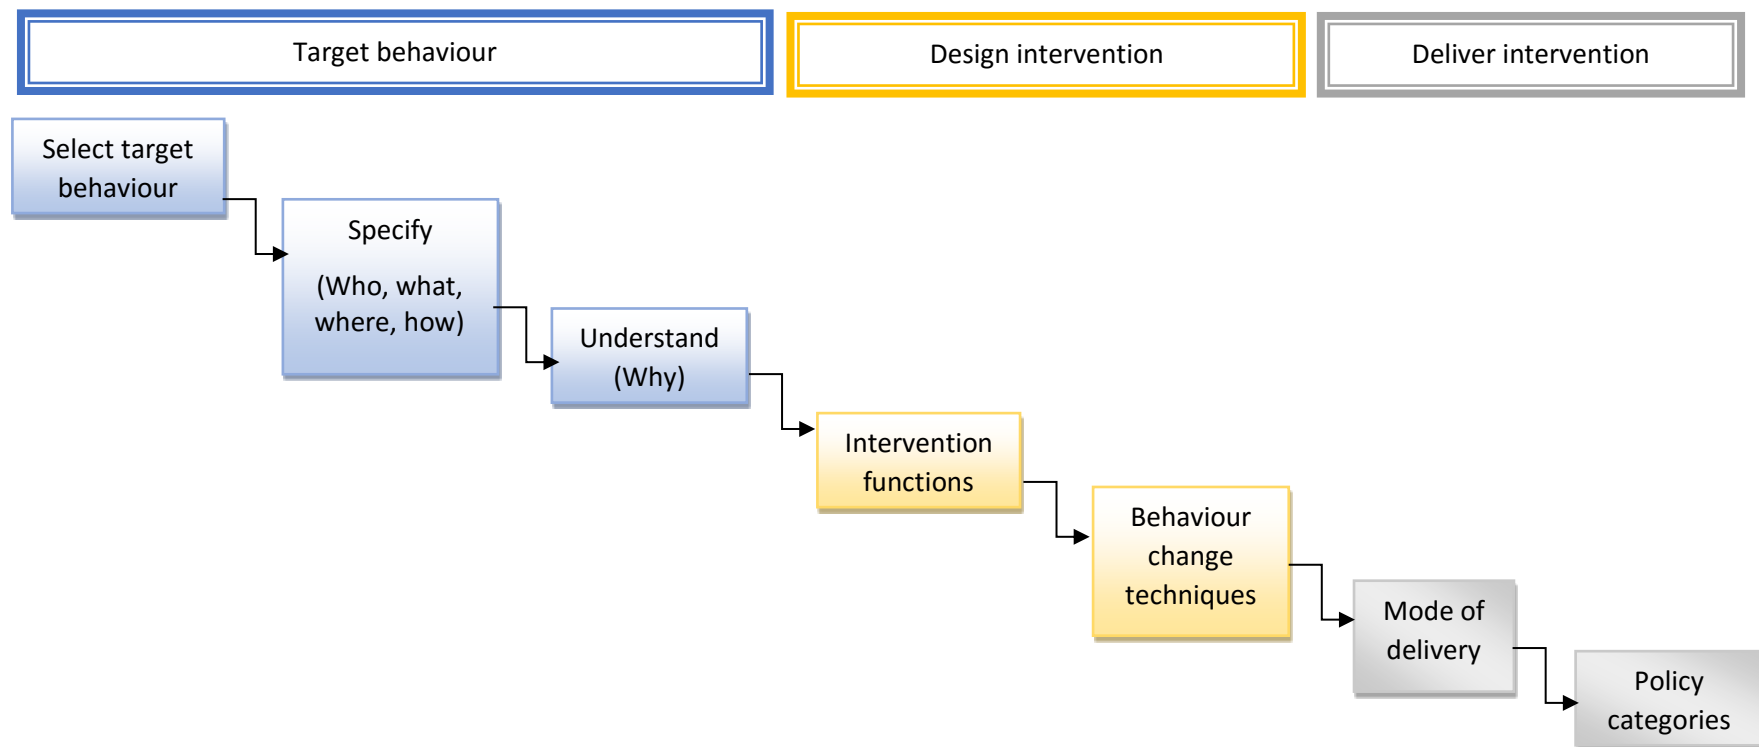 Target behaviour
Design intervention
Deliver intervention
Select target
behaviour
Specify
(Who, what,
where, how)
Understand
(Why)
Intervention
functions
Behaviour
change
techniques
Mode of
delivery
Policy
categories